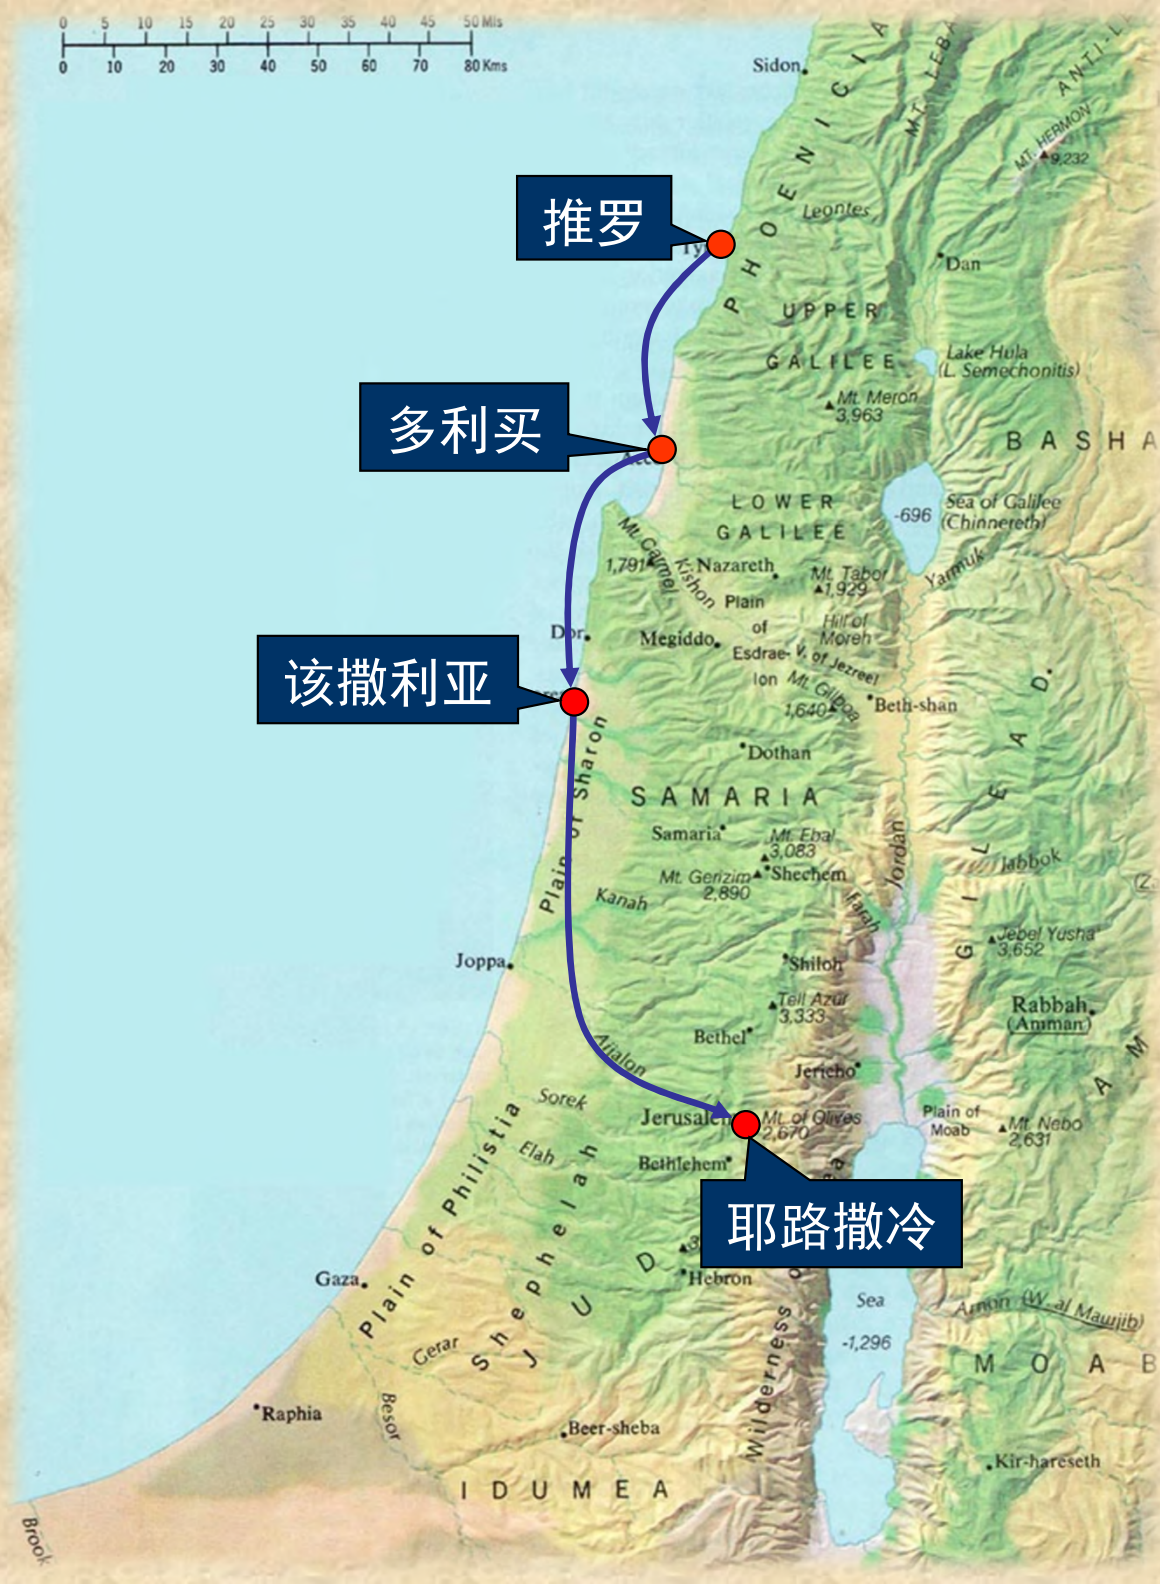 0 5 10 15 20 25 30 35 40 45 50 Mls
0 10 20 30 40 50 60 70 80 Kms
Sidon
PHOENICIA
MT. LEBA
ANTI-L
MT. HERMON
9,232
推罗
Leontes
Dan
UPPER
GALILEE
Lake Hula
(L. Semechonitis)
Mt. Meron
3,963
多利买
BASHA
LOWER
GALILEE
-696
Sea of Galilee
(Chinnereth)
Mt. Carmel
1,791
Kishon
Nazareth
Mt. Tabor
1,929
Yarmuk
Plain
of
Esdrae-
lon
Hill of
Moreh
Dor
Megiddo
V. of Jezreel
Mt. Gilboa
1,640
Beth-shan
该撒利亚
GILEAD
Dothan
Plain of Sharon
SAMARIA
Samaria
Mt. Ebal
3,083
Shechem
Mt. Gerizim
2,890
Jordan
Jabbok
Kanah
Farah
(Z.
Jebel Yusha'
3,652
Joppa
Shiloh
Tell Azur
3,333
Rabbah
(Amman)
Bethel
Aijalon
Jericho
AM
Sorek
Jerusalem
Mt. of Olives
2,670
Plain of
Moab
Mt. Nebo
2,631
Elah
Bethlehem
Plain of Philistia
Shephelah
耶路撒冷
JUD
Hebron
Gaza
Sea
-1,296
Arnon (W. al Maujib)
Gerar
Wilderness
MOAB
Besor
Raphia
Beer-sheba
Kir-hareseth
IDUMEA
Brook